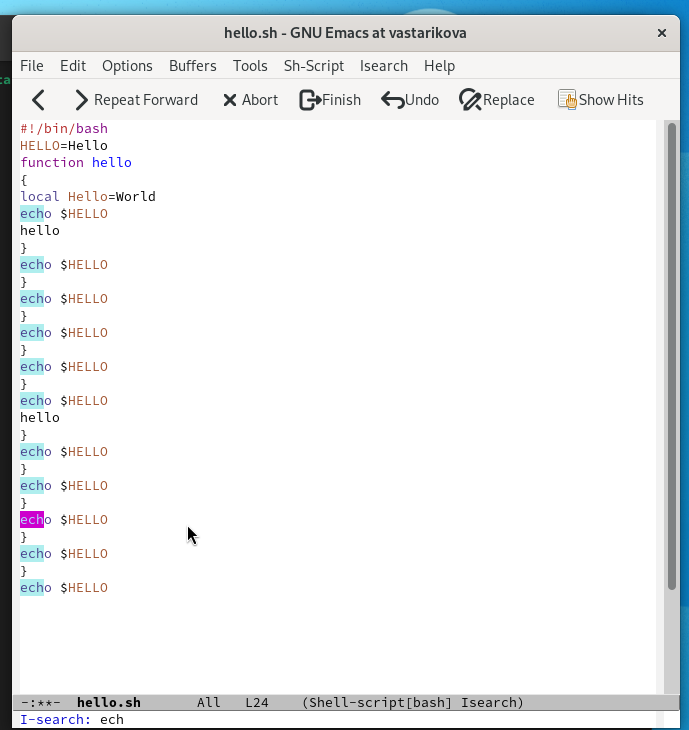 ta
hello.sh - GNU Emacs at vastarikova ×
File Edit Options Buffers Tools Sh-Script Isearch Help
Repeat Forward Abort Finish Undo Replace Show Hits
#!/bin/bash
HELLO=Hello
function hello
{
local Hello=World
echo $HELLO
hello
}
echo $HELLO
}
echo $HELLO
}
echo $HELLO
}
echo $HELLO
}
echo $HELLO
hello
}
echo $HELLO
}
echo $HELLO
}
echo $HELLO
}
echo $HELLO
}
echo $HELLO
-:**- hello.sh All L24 (Shell-script[bash] Isearch)
I-search: ech